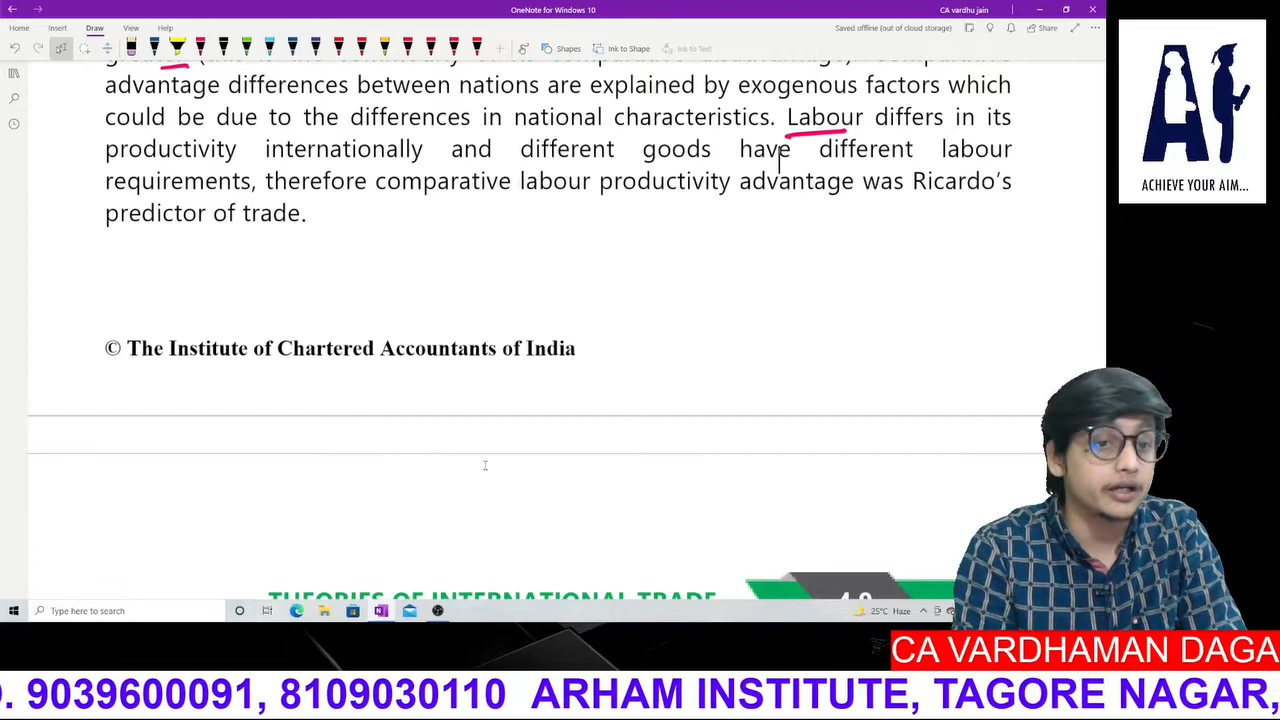 OneNote for Windows 10
CA vardhu jain
Home Insert Draw View Help
Saved offline (out of cloud storage)
Share
Shapes
Ink to Shape
Ink to Text
advantage differences between nations are explained by exogenous factors which
could be due to the differences in national characteristics. Labour differs in its
productivity internationally and different goods have different labour
requirements, therefore comparative labour productivity advantage was Ricardo's
predictor of trade.
© The Institute of Chartered Accountants of India
THEORIES OF INTERNATIONAL TRADE
Type here to search
25°C Haze
ACHIEVE YOUR AIM...
CA VARDHAMAN DAGA
. 9039600091, 8109030110 ARHAM INSTITUTE, TAGORE NAGAR,